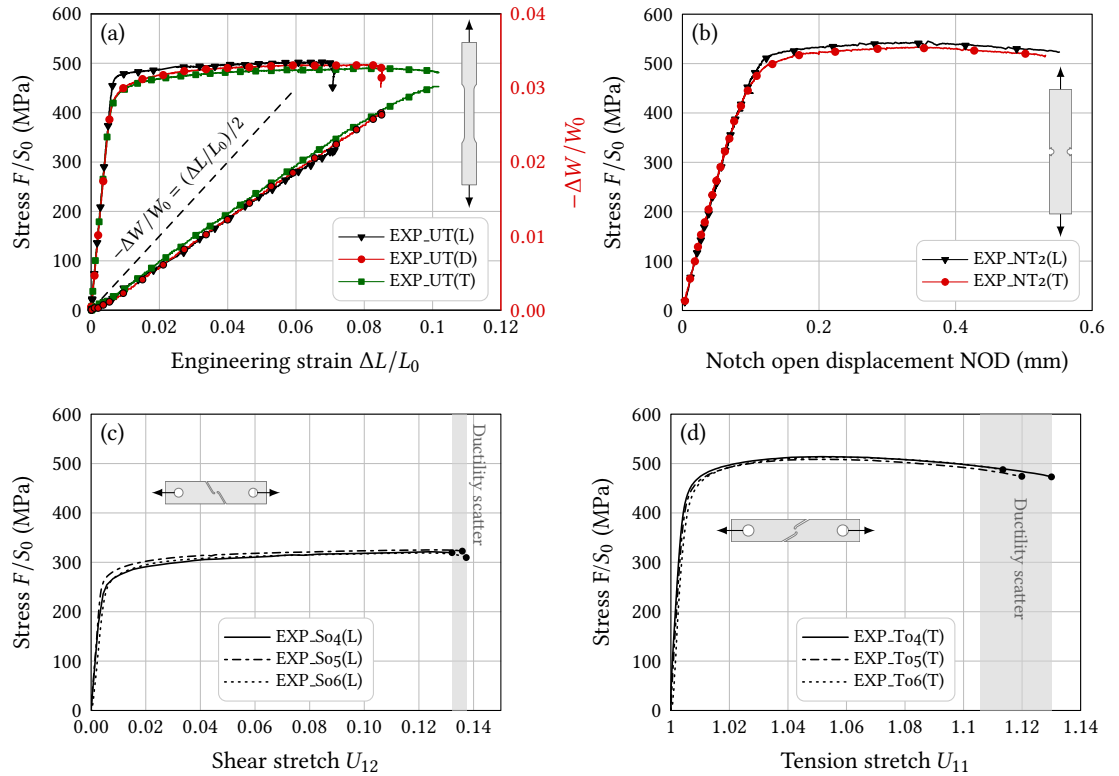 (a)
600
500
400
300
200
100
0
Stress F/S₀ (MPa)
0.04
0.03
0.02
0.01
0.00
−ΔW/W₀
−ΔW/W₀ = (ΔL/L₀)/2
EXP_UT(L)
EXP_UT(D)
EXP_UT(T)
0.00 0.02 0.04 0.06 0.08 0.10 0.12
Engineering strain ΔL/L₀
(b)
600
500
400
300
200
100
0
Stress F/S₀ (MPa)
EXP_NT2(L)
EXP_NT2(T)
0 0.2 0.4 0.6
Notch open displacement NOD (mm)
(c)
600
500
400
300
200
100
0
Stress F/S₀ (MPa)
Ductility scatter
EXP_S04(L)
EXP_S05(L)
EXP_S06(L)
0.00 0.02 0.04 0.06 0.08 0.10 0.12 0.14
Shear stretch U₁₂
(d)
600
500
400
300
200
100
0
Stress F/S₀ (MPa)
Ductility scatter
EXP_T04(T)
EXP_T05(T)
EXP_T06(T)
1 1.02 1.04 1.06 1.08 1.1 1.12 1.14
Tension stretch U₁₁